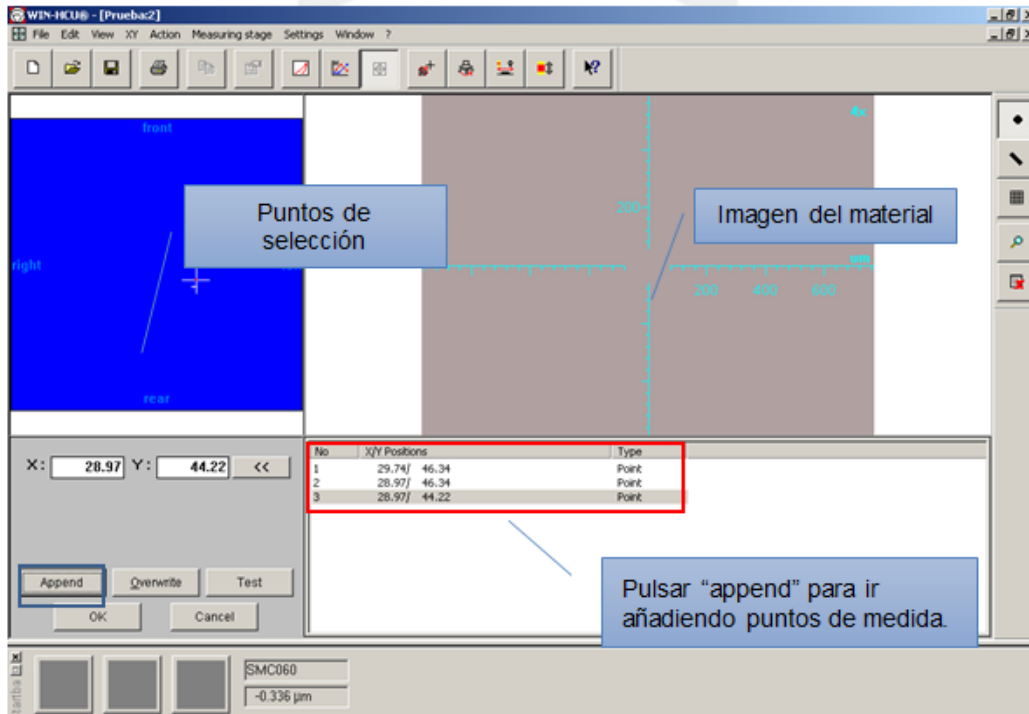 WIN-HCU® - [Prueba:2]
File Edit View XY Action Measuring stage Settings Window ?
front
right
rear
Puntos de
selección
4x
200
um
200 400 600
Imagen del material
X: 28.97 Y: 44.22 <<
Append Overwrite Test
OK Cancel
No X/Y Positions Type
1 29.74/ 46.34 Point
2 28.97/ 46.34 Point
3 28.97/ 44.22 Point
Pulsar “append” para ir
añadiendo puntos de medida.
SMC060
-0.336 µm